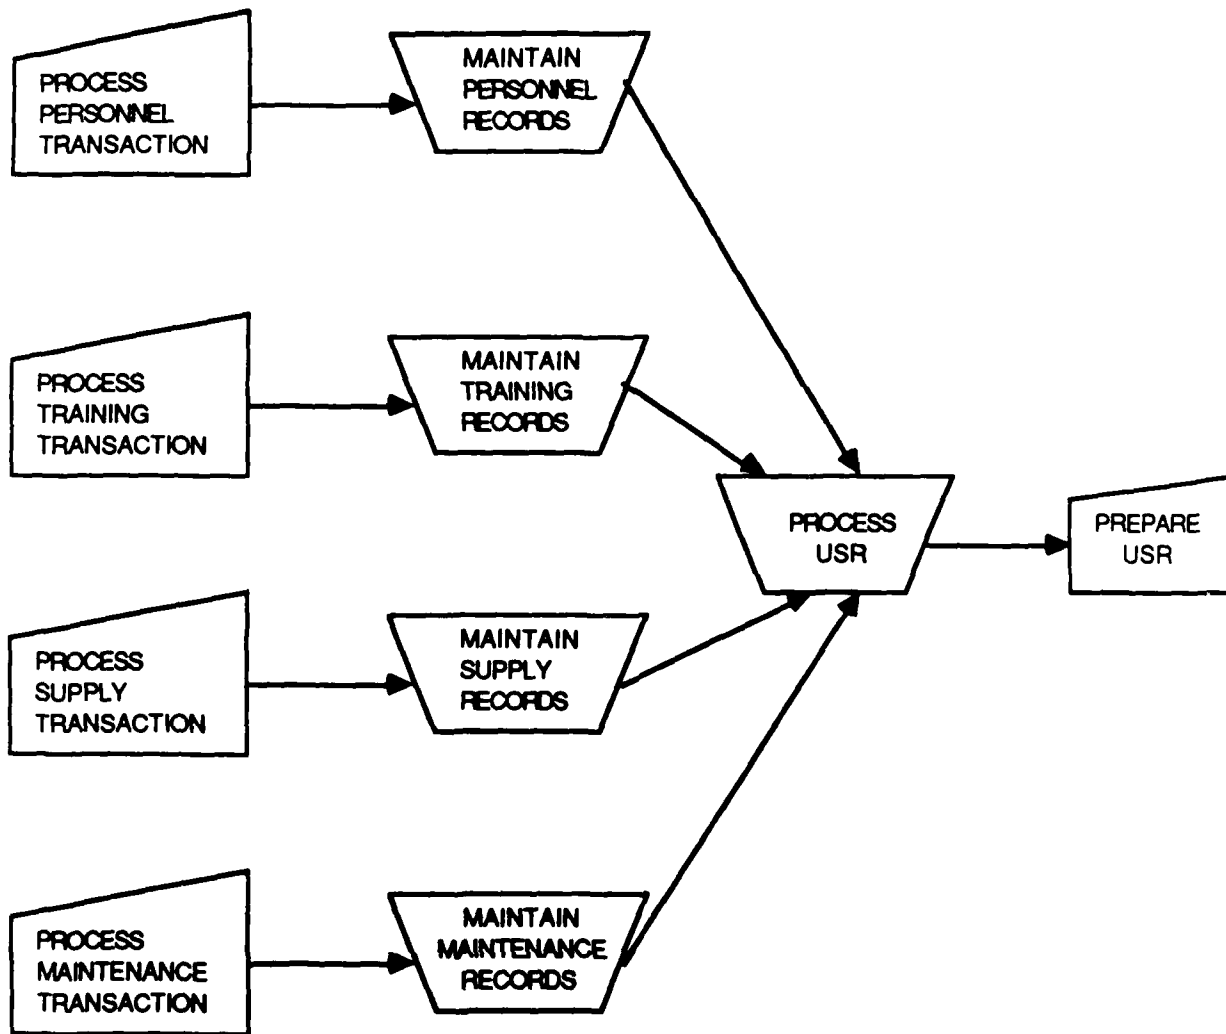 PROCESS
PERSONNEL
TRANSACTION
MAINTAIN
PERSONNEL
RECORDS
PROCESS
TRAINING
TRANSACTION
MAINTAIN
TRAINING
RECORDS
PROCESS
USR
PREPARE
USR
PROCESS
SUPPLY
TRANSACTION
MAINTAIN
SUPPLY
RECORDS
PROCESS
MAINTENANCE
TRANSACTION
MAINTAIN
MAINTENANCE
RECORDS